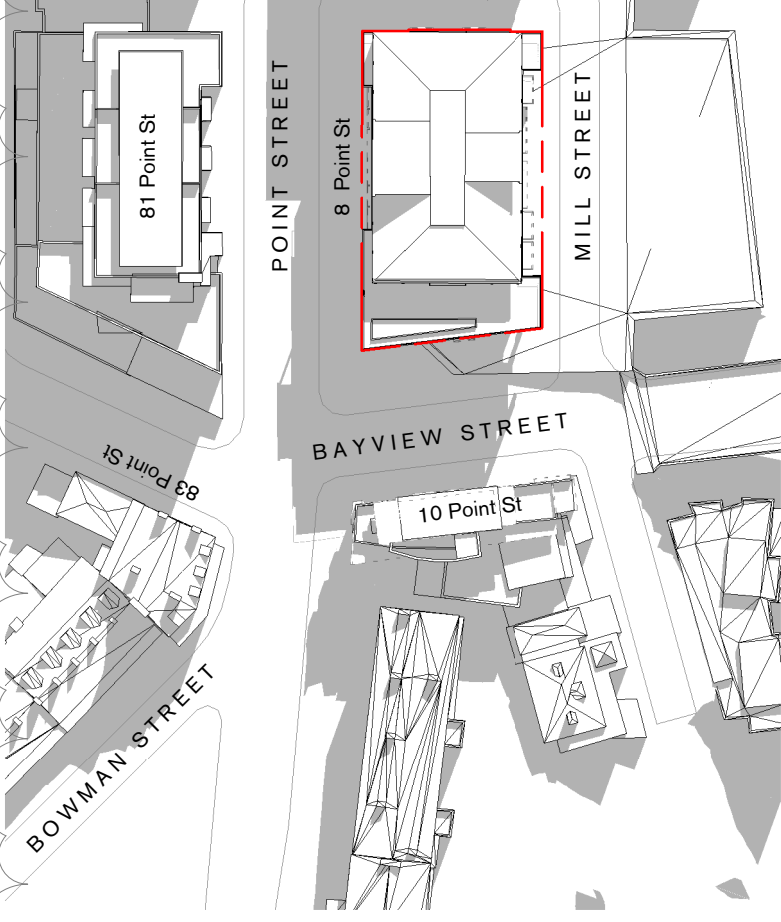 81 Point St
POINT STREET
8 Point St
MILL STREET
BAYVIEW STREET
83 Point St
10 Point St
BOWMAN STREET